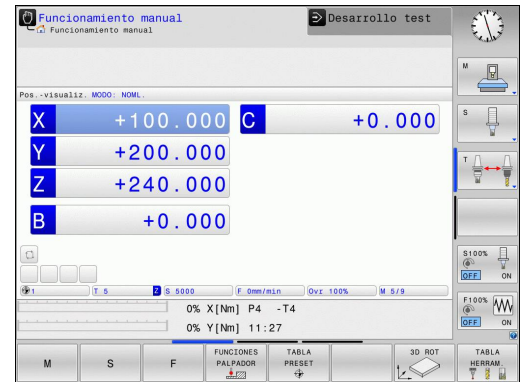 Funcionamiento manual
Funcionamiento manual
Desarrollo test
Pos.-visualiz. MODO: NOML.
X +100.000 C +0.000
Y +200.000
Z +240.000
B +0.000
M
S
T
1 T 5 Z S 5000 F 0mm/min Ovr 100% M 5/9
0% X[Nm] P4 -T4
0% Y[Nm] 11:27
S100%
OFF ON
F100%
OFF ON
M
S
F
FUNCIONES
PALPADOR
TABLA
PRESET
3D ROT
TABLA
HERRAM.